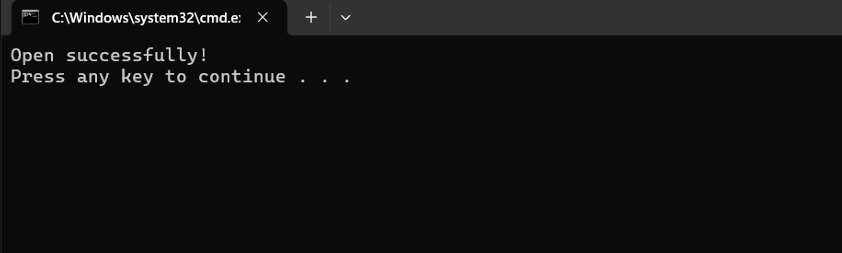 C:\Windows\system32\cmd.e:
Open successfully!
Press any key to continue . . .